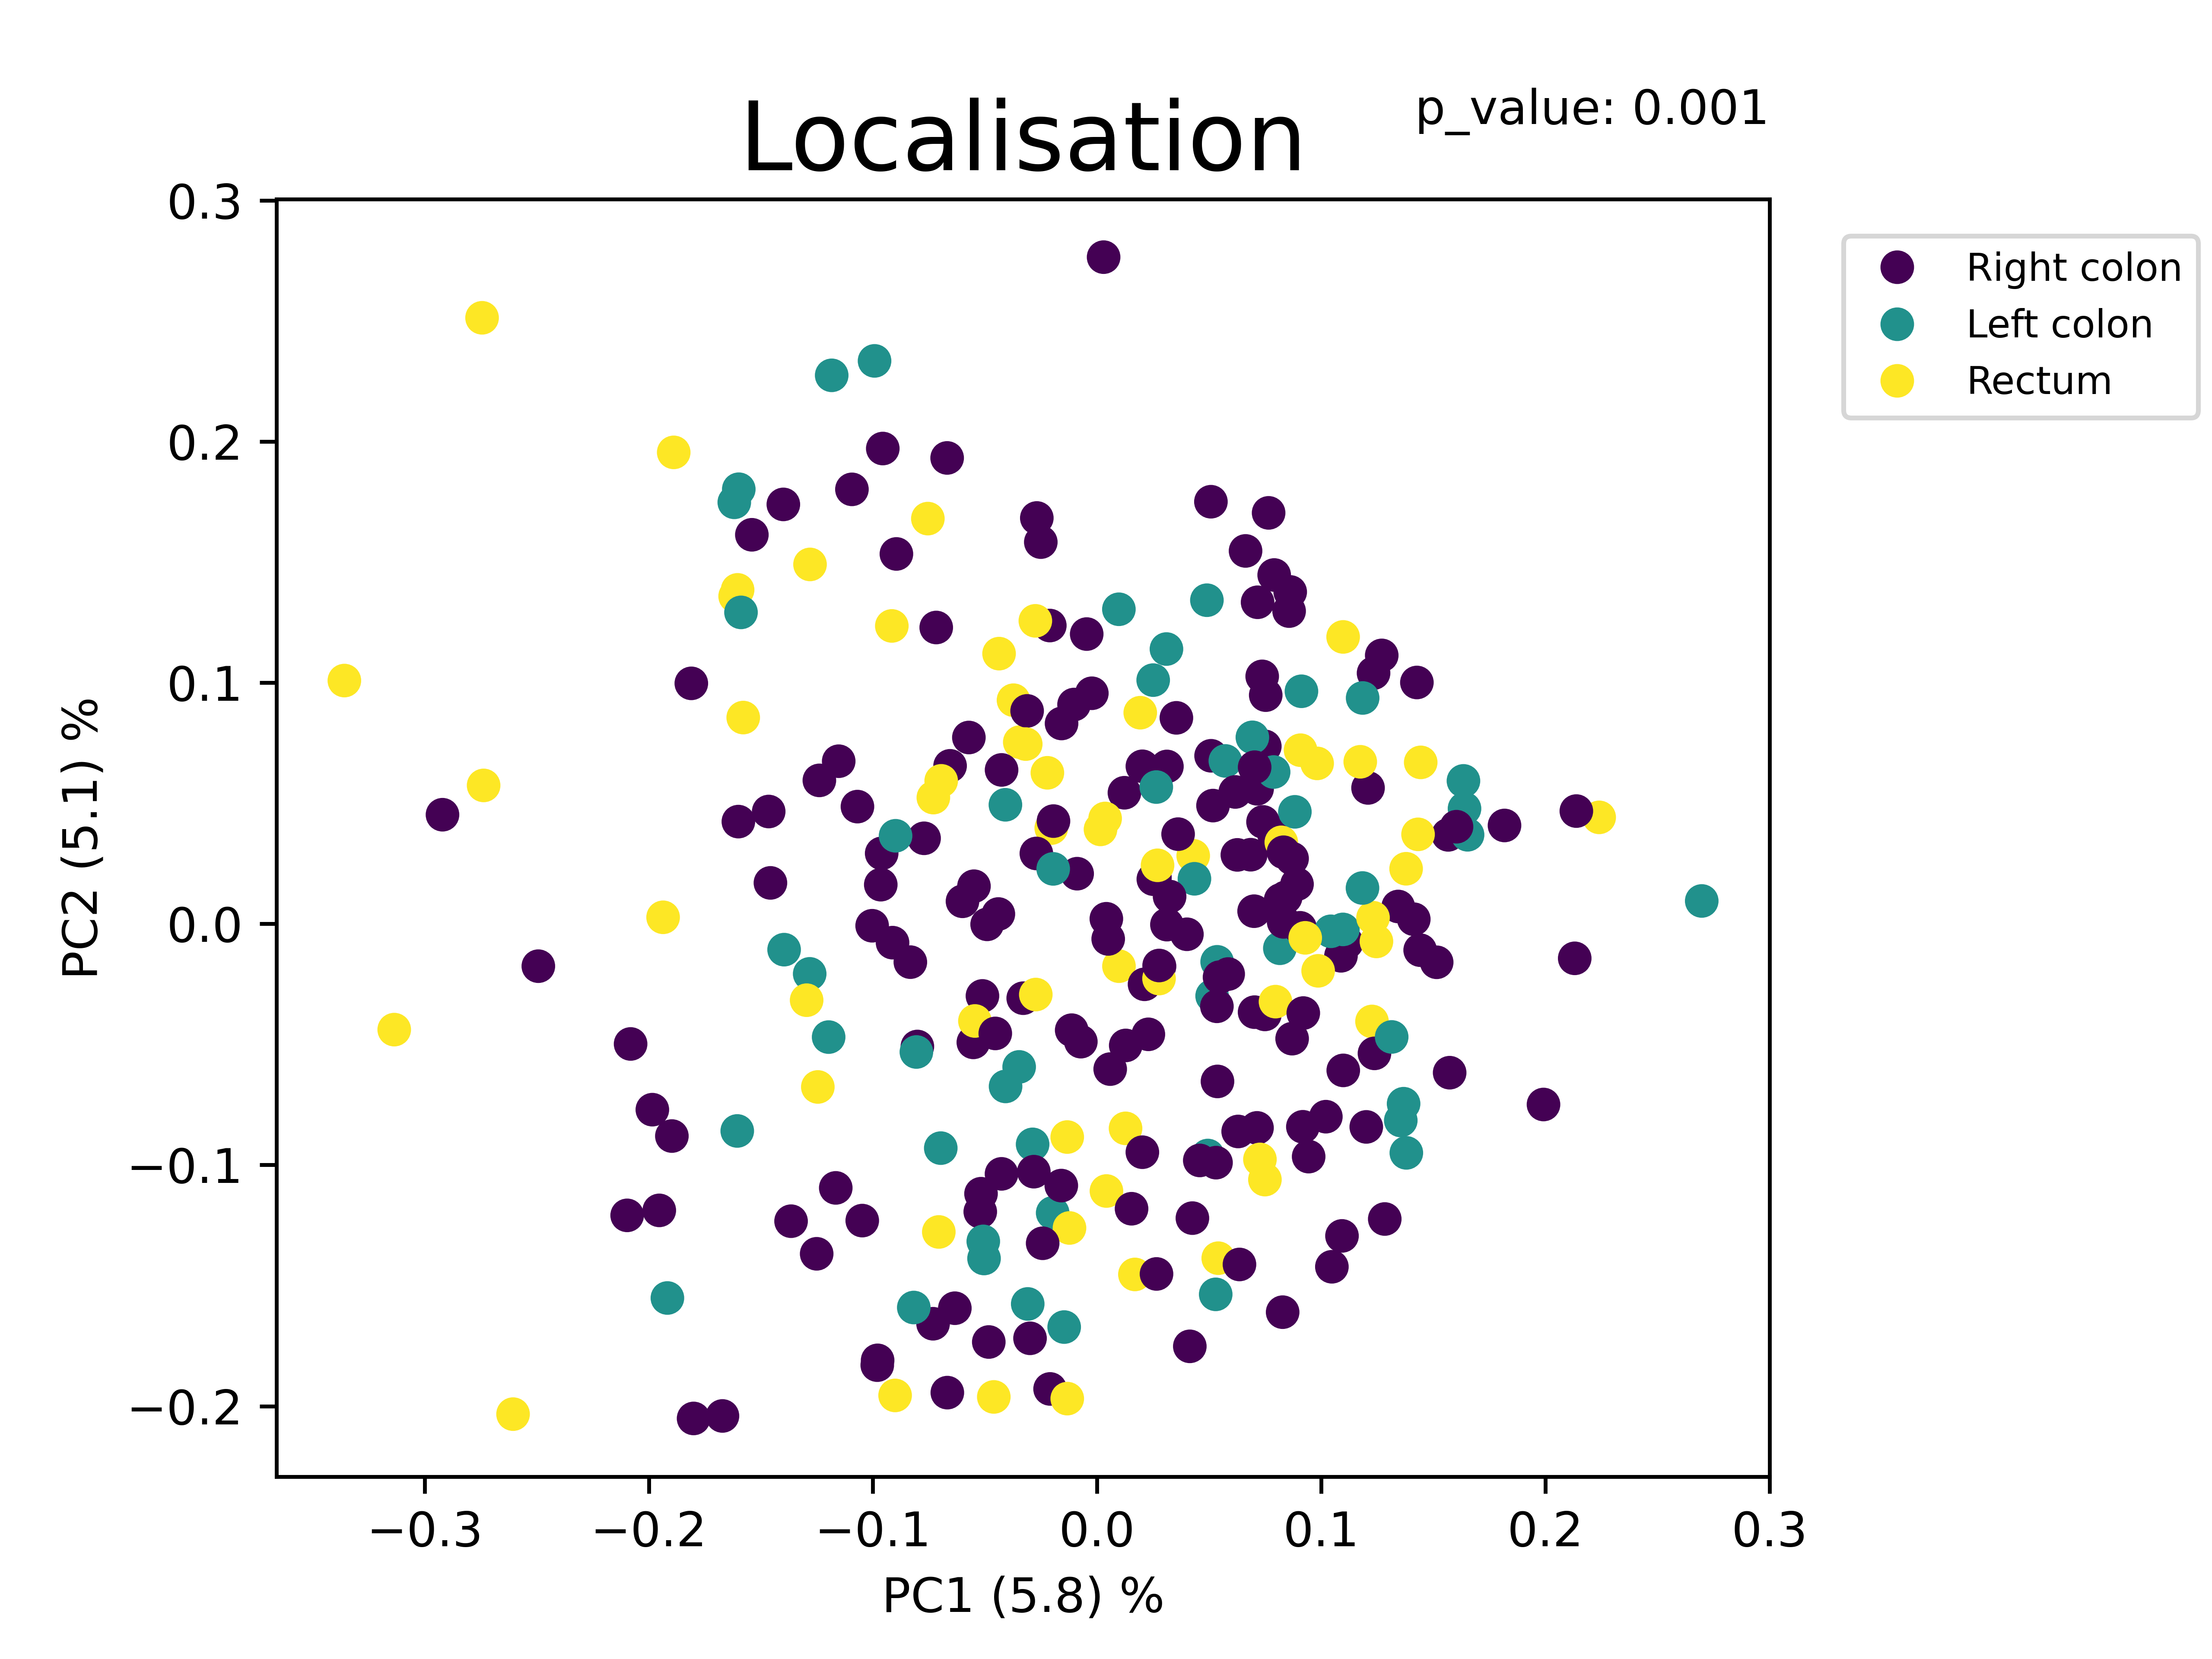 Localisation
p_value: 0.001
Right colon
Left colon
Rectum
PC2 (5.1) %
0.3
0.2
0.1
0.0
−0.1
−0.2
−0.3
−0.2
−0.1
0.0
0.1
0.2
0.3
PC1 (5.8) %